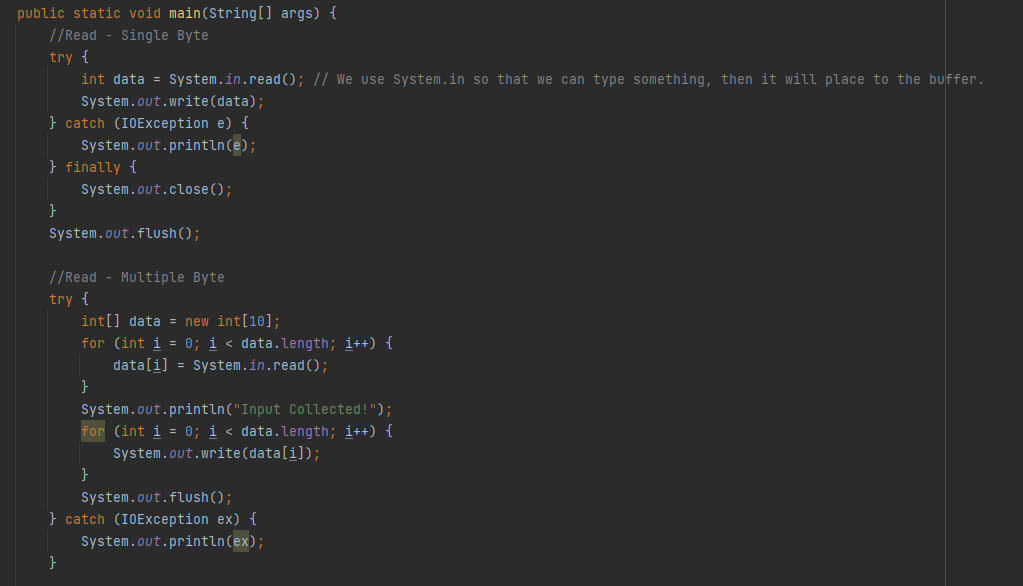 public static void main(String[] args) {
    //Read - Single Byte
    try {
        int data = System.in.read(); // We use System.in so that we can type something, then it will place to the buffer.
        System.out.write(data);
    } catch (IOException e) {
        System.out.println(e);
    } finally {
        System.out.close();
    }
    System.out.flush();

    //Read - Multiple Byte
    try {
        int[] data = new int[10];
        for (int i = 0; i < data.length; i++) {
            data[i] = System.in.read();
        }
        System.out.println("Input Collected!");
        for (int i = 0; i < data.length; i++) {
            System.out.write(data[i]);
        }
        System.out.flush();
    } catch (IOException ex) {
        System.out.println(ex);
    }